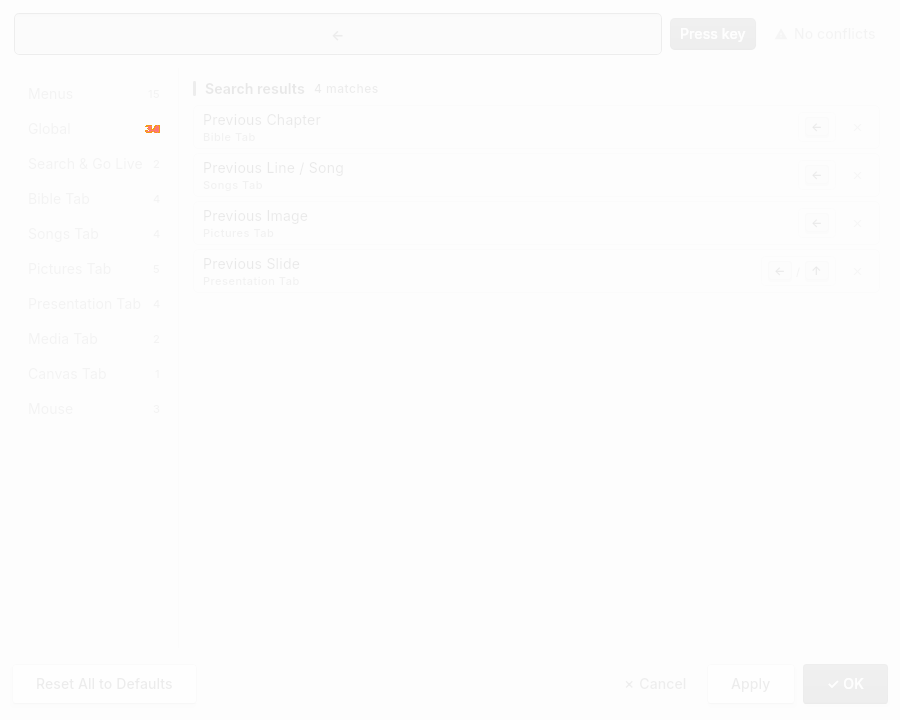 ←
Press key
▲ No conflicts
Menus 15
Global
Search & Go Live 2
Bible Tab 4
Songs Tab 4
Pictures Tab 6
Presentation Tab 4
Media Tab 2
Canvas Tab 1
Mouse 3
Search results 4 matches
Previous Chapter
Bible Tab
← ×
Previous Line / Song
Songs Tab
← ×
Previous Image
Pictures Tab
← ×
Previous Slide
Presentation Tab
← / ↑ ×
Reset All to Defaults
× Cancel
Apply
✓ OK